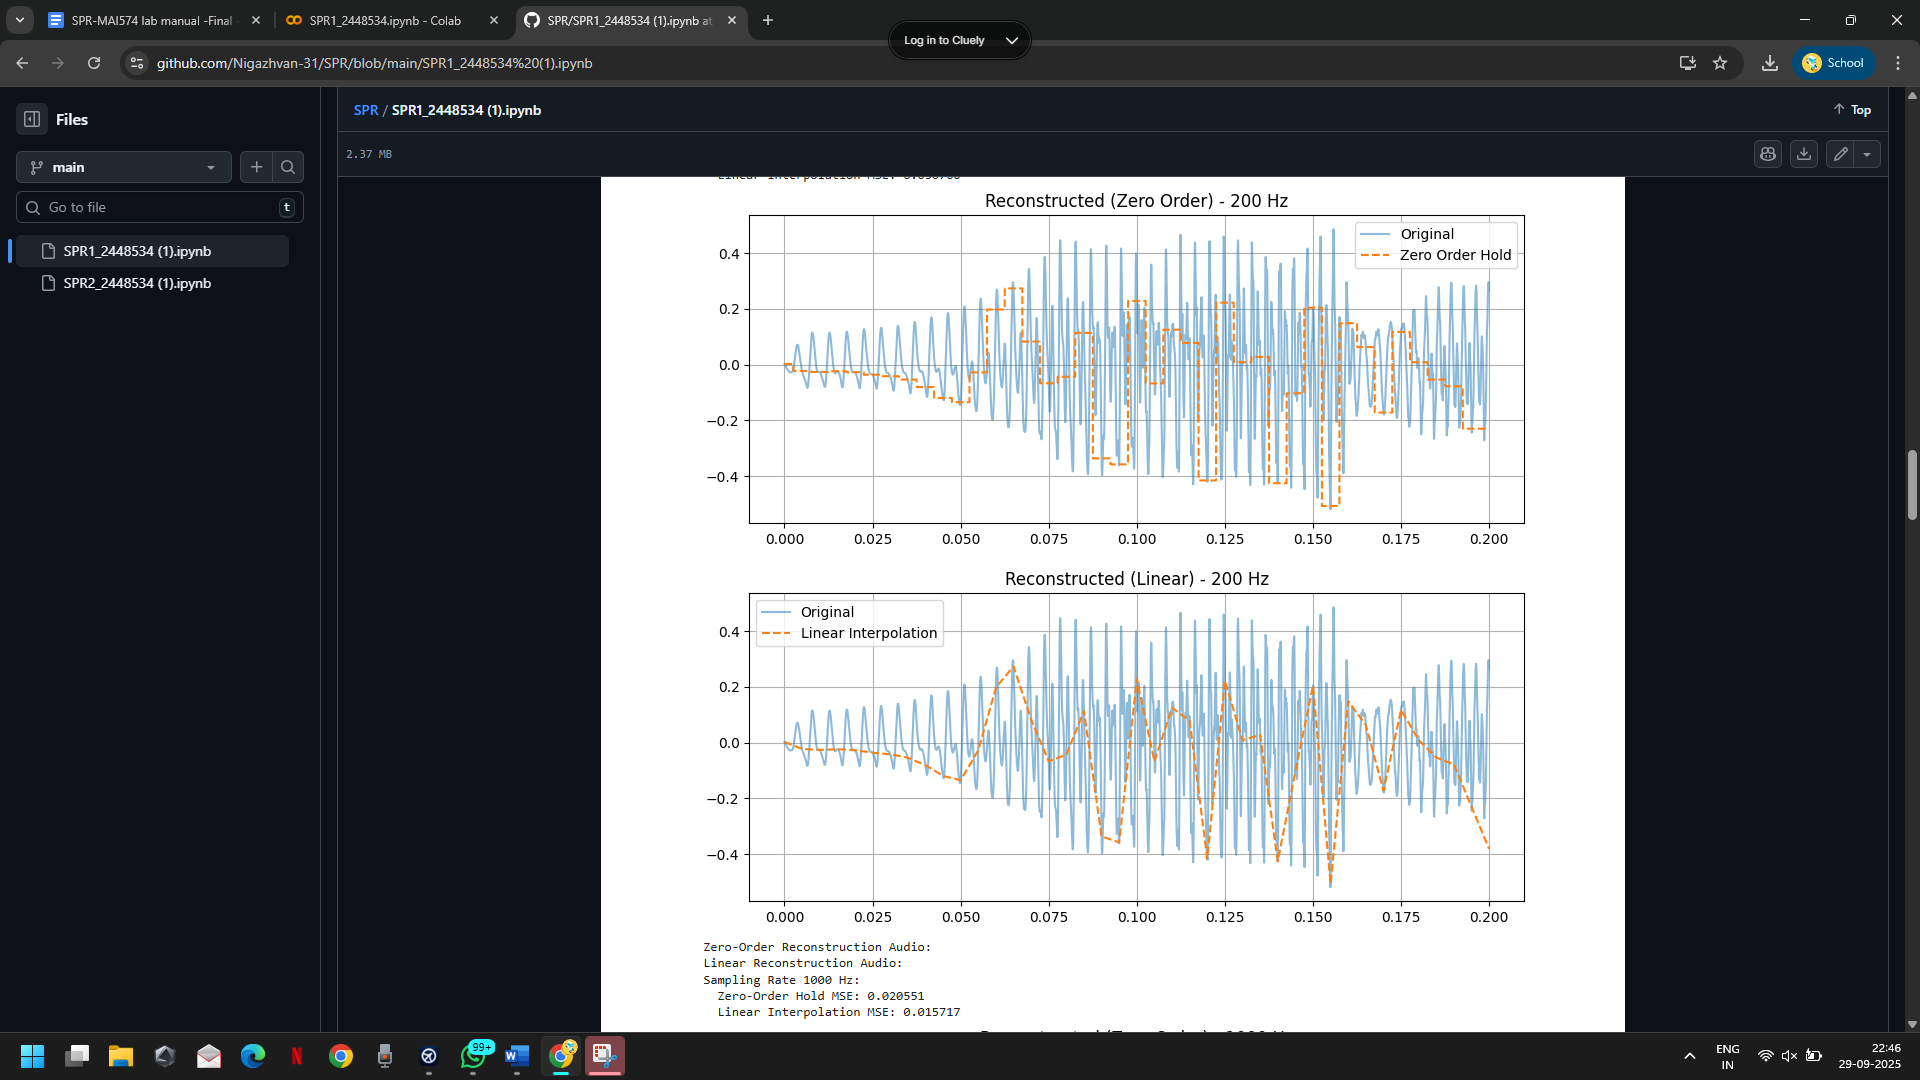 SPR-MAI574 lab manual -Final
SPR1_2448534.ipynb - Colab
SPR/SPR1_2448534 (1).ipynb at
Log in to Cluely
github.com/Nigazhvan-31/SPR/blob/main/SPR1_2448534%20(1).ipynb
School
Files
SPR / SPR1_2448534 (1).ipynb
Top
main
2.37 MB
Go to file
t
SPR1_2448534 (1).ipynb
SPR2_2448534 (1).ipynb
Reconstructed (Zero Order) - 200 Hz
Original
Zero Order Hold
0.4
0.2
0.0
−0.2
−0.4
0.000 0.025 0.050 0.075 0.100 0.125 0.150 0.175 0.200
Reconstructed (Linear) - 200 Hz
Original
Linear Interpolation
0.4
0.2
0.0
−0.2
−0.4
0.000 0.025 0.050 0.075 0.100 0.125 0.150 0.175 0.200
Zero-Order Reconstruction Audio:
Linear Reconstruction Audio:
Sampling Rate 1000 Hz:
Zero-Order Hold MSE: 0.020551
Linear Interpolation MSE: 0.015717
99+
ENG
IN
22:46
29-09-2025